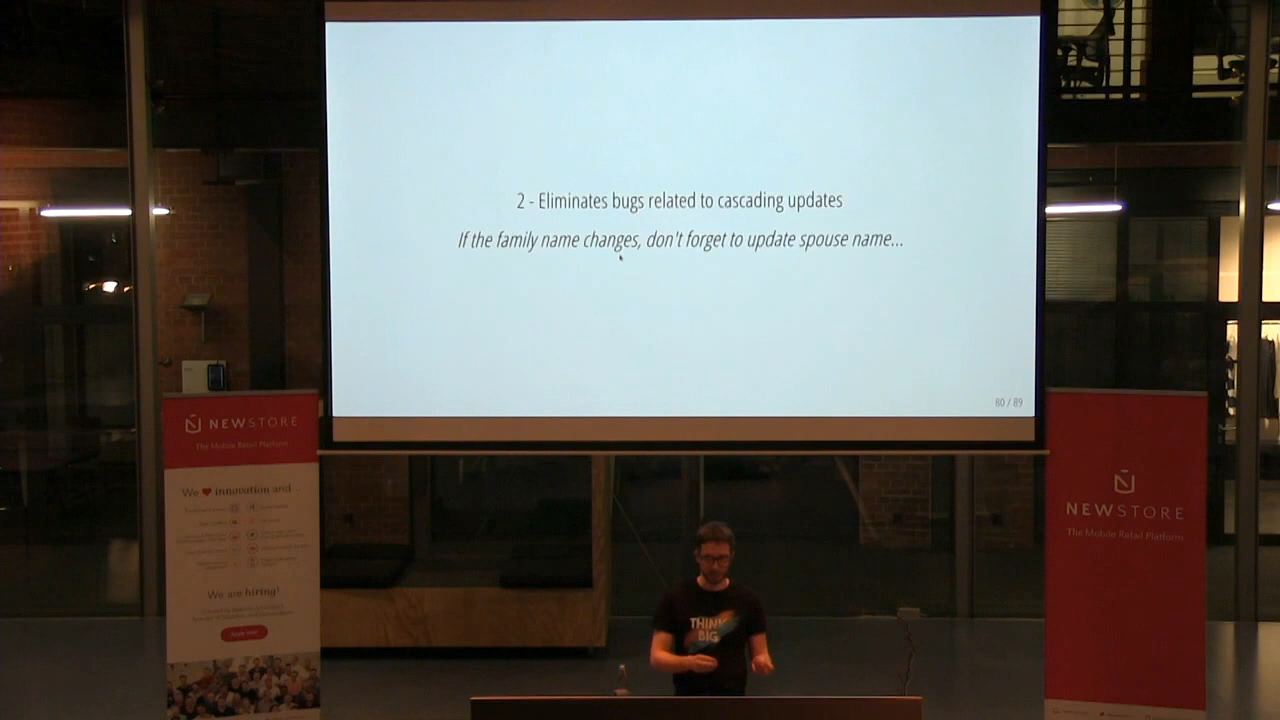 2 - Eliminates bugs related to cascading updates
If the family name changes, don't forget to update spouse name...
80 / 89
NEWSTORE
The Mobile Retail Platform
We ♥ innovation and...
We are hiring!
THINK
BIG
NEWSTORE
The Mobile Retail Platform